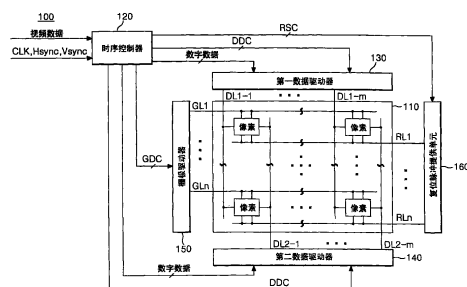 100
120
视频数据
CLK,Hsync,Vsync
时序控制器
DDC
RSC
数字数据
130
第一数据驱动器
DL1-1
DL1-m
110
GL1
像素
像素
RL1
GDC
栅极驱动器
复位脉冲提供单元
160
GLn
像素
像素
RLn
150
DL2-1
DL2-m
第二数据驱动器
140
数字数据
DDC